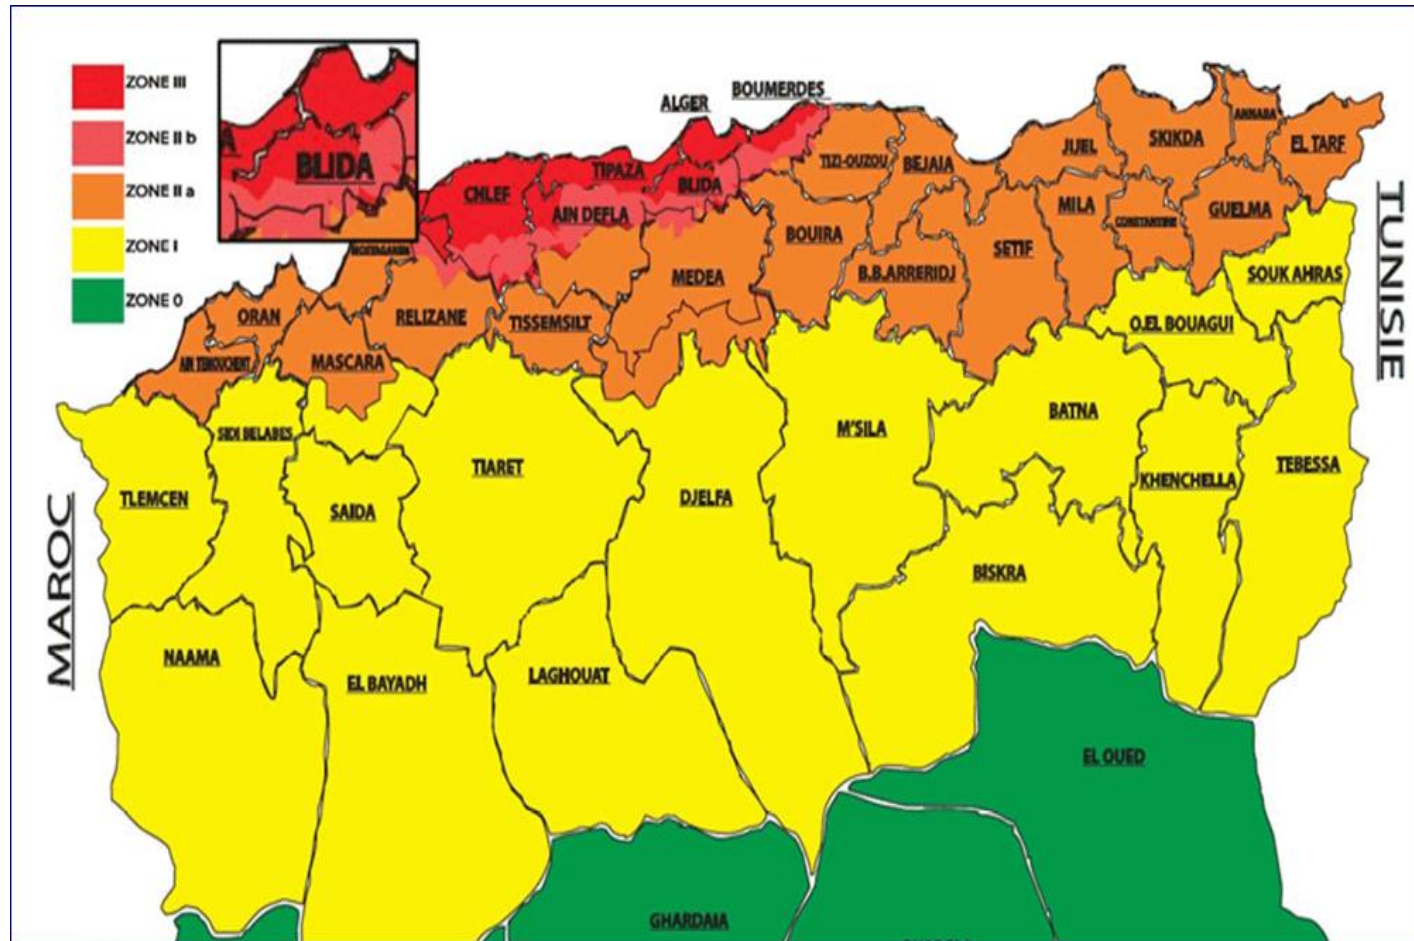 ZONE III
ZONE II b
ZONE II a
ZONE I
ZONE 0
BLIDA
ALGER
BOUMERDES
TIPAZA
CHLEF
BLIDA
AIN DEFLA
TIZI-OUZOU
BEJAIA
JIJEL
SKIKDA
ANNABA
EL TARF
MILA
CONSTANTINE
GUELMA
BOUIRA
SETIF
B.B.ARRERIDJ
MEDEA
SOUK AHRAS
MOSTAGANEM
ORAN
RELIZANE
TISSEMSILT
O.EL BOUAGUI
AIN TEMOUCHENT
MASCARA
TUNISIE
SIDI BELABES
M'SILA
BATNA
TLEMCEN
SAIDA
TIARET
DJELFA
KHENCHELLA
TEBESSA
MAROC
BISKRA
NAAMA
EL BAYADH
LAGHOUAT
EL OUED
GHARDAIA